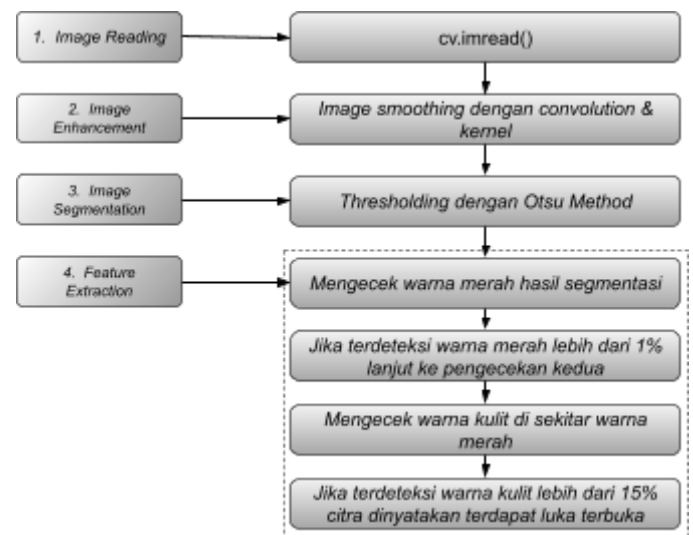 1. Image Reading
cv.imread()
2. Image
Enhancement
Image smoothing dengan convolution &
kernel
3. Image
Segmentation
Thresholding dengan Otsu Method
4. Feature
Extraction
Mengecek warna merah hasil segmentasi
Jika terdeteksi warna merah lebih dari 1%
lanjut ke pengecekan kedua
Mengecek warna kulit di sekitar warna
merah
Jika terdeteksi warna kulit lebih dari 15%
citra dinyatakan terdapat luka terbuka